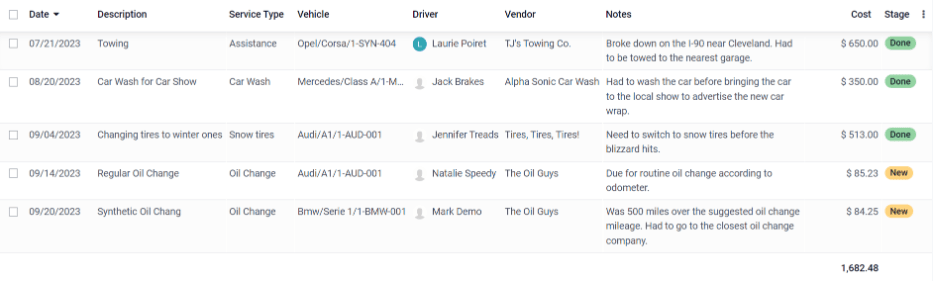 Date Description Service Type Vehicle Driver Vendor Notes Cost Stage
07/21/2023 Towing Assistance Opel/Corsa/1-SYN-404 L Laurie Poiret TJ's Towing Co. Broke down on the I-90 near Cleveland. Had $ 650.00 Done
to be towed to the nearest garage.
08/20/2023 Car Wash for Car Show Car Wash Mercedes/Class A/1-M... Jack Brakes Alpha Sonic Car Wash Had to wash the car before bringing the car $ 350.00 Done
to the local show to advertise the new car
wrap.
09/04/2023 Changing tires to winter ones Snow tires Audi/A1/1-AUD-001 Jennifer Treads Tires, Tires, Tires! Need to switch to snow tires before the $ 513.00 Done
blizzard hits.
09/14/2023 Regular Oil Change Oil Change Audi/A1/1-AUD-001 Natalie Speedy The Oil Guys Due for routine oil change according to $ 85.23 New
odometer.
09/20/2023 Synthetic Oil Chang Oil Change Bmw/Serie 1/1-BMW-001 Mark Demo The Oil Guys Was 500 miles over the suggested oil change $ 84.25 New
mileage. Had to go to the closest oil change
company.
1,682.48